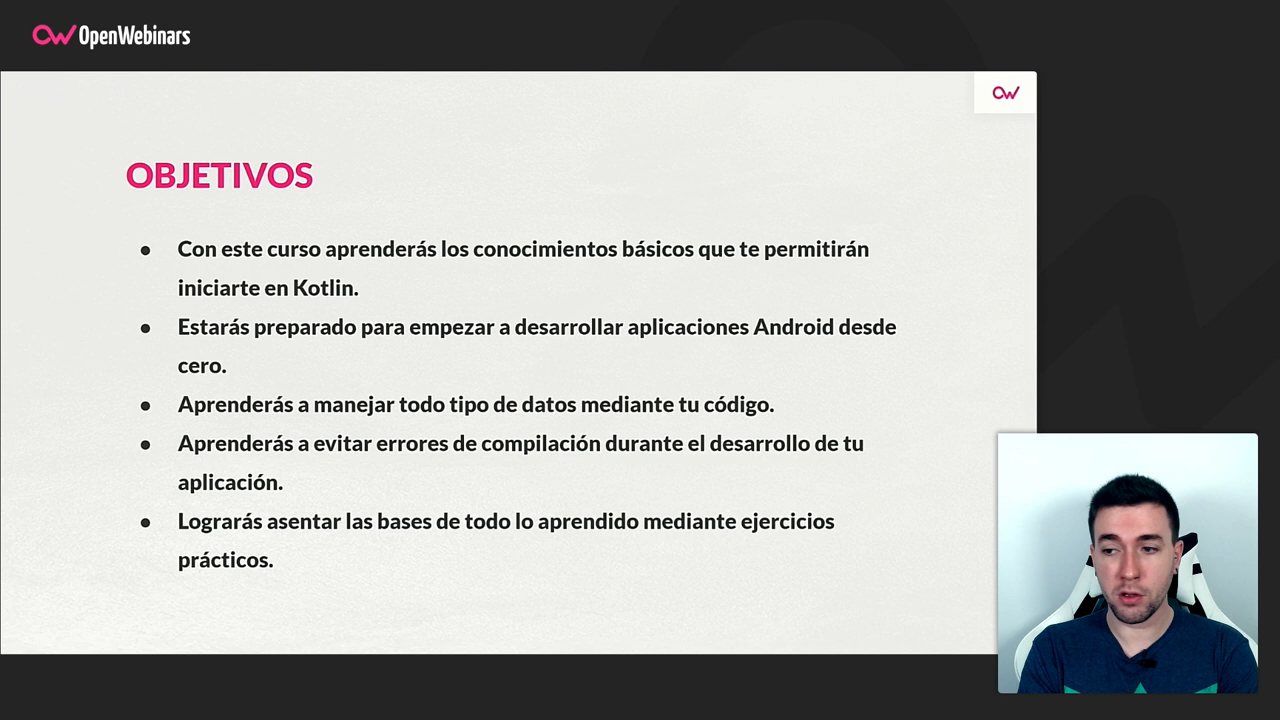 OpenWebinars
OBJETIVOS
● Con este curso aprenderás los conocimientos básicos que te permitirán
iniciarte en Kotlin.
● Estarás preparado para empezar a desarrollar aplicaciones Android desde
cero.
● Aprenderás a manejar todo tipo de datos mediante tu código.
● Aprenderás a evitar errores de compilación durante el desarrollo de tu
aplicación.
● Lograrás asentar las bases de todo lo aprendido mediante ejercicios
prácticos.